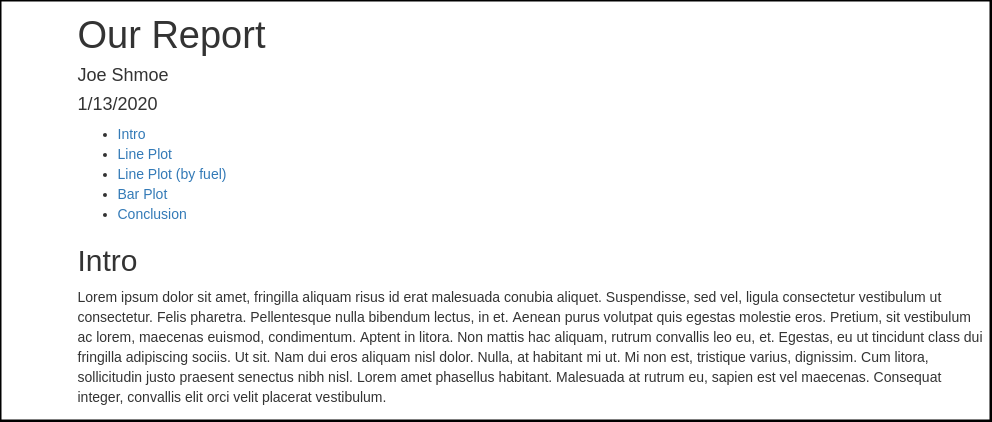 Our Report
Joe Shmoe
1/13/2020
• Intro
• Line Plot
• Line Plot (by fuel)
• Bar Plot
• Conclusion
Intro
Lorem ipsum dolor sit amet, fringilla aliquam risus id erat malesuada conubia aliquet. Suspendisse, sed vel, ligula consectetur vestibulum ut
consectetur. Felis pharetra. Pellentesque nulla bibendum lectus, in et. Aenean purus volutpat quis egestas molestie eros. Pretium, sit vestibulum
ac lorem, maecenas euismod, condimentum. Aptent in litora. Non mattis hac aliquam, rutrum convallis leo eu, et. Egestas, eu ut tincidunt class dui
fringilla adipiscing sociis. Ut sit. Nam dui eros aliquam nisl dolor. Nulla, at habitant mi ut. Mi non est, tristique varius, dignissim. Cum litora,
sollicitudin justo praesent senectus nibh nisl. Lorem amet phasellus habitant. Malesuada at rutrum eu, sapien est vel maecenas. Consequat
integer, convallis elit orci velit placerat vestibulum.